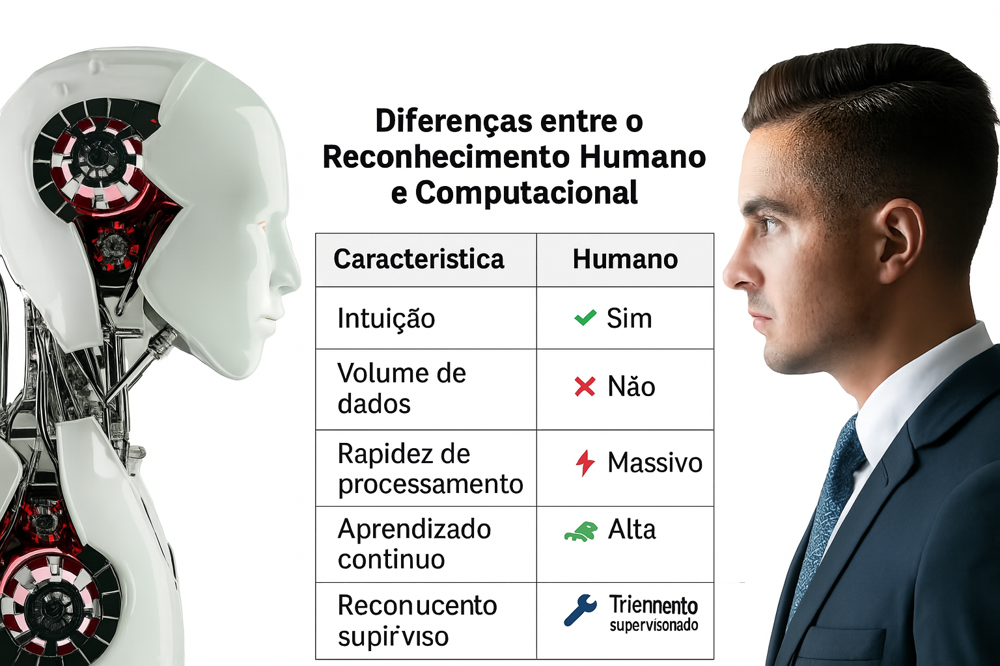 Diferenças entre o
Reconhecimento Humano
e Computacional
Caracteristica Humano
Intuição Sim
Volume de
dados
Nǎo
Rapidez de
processamento
Massivo
Aprendizado
continuo
Alta
Reconucento
supirviso
Triennento
supervisonado